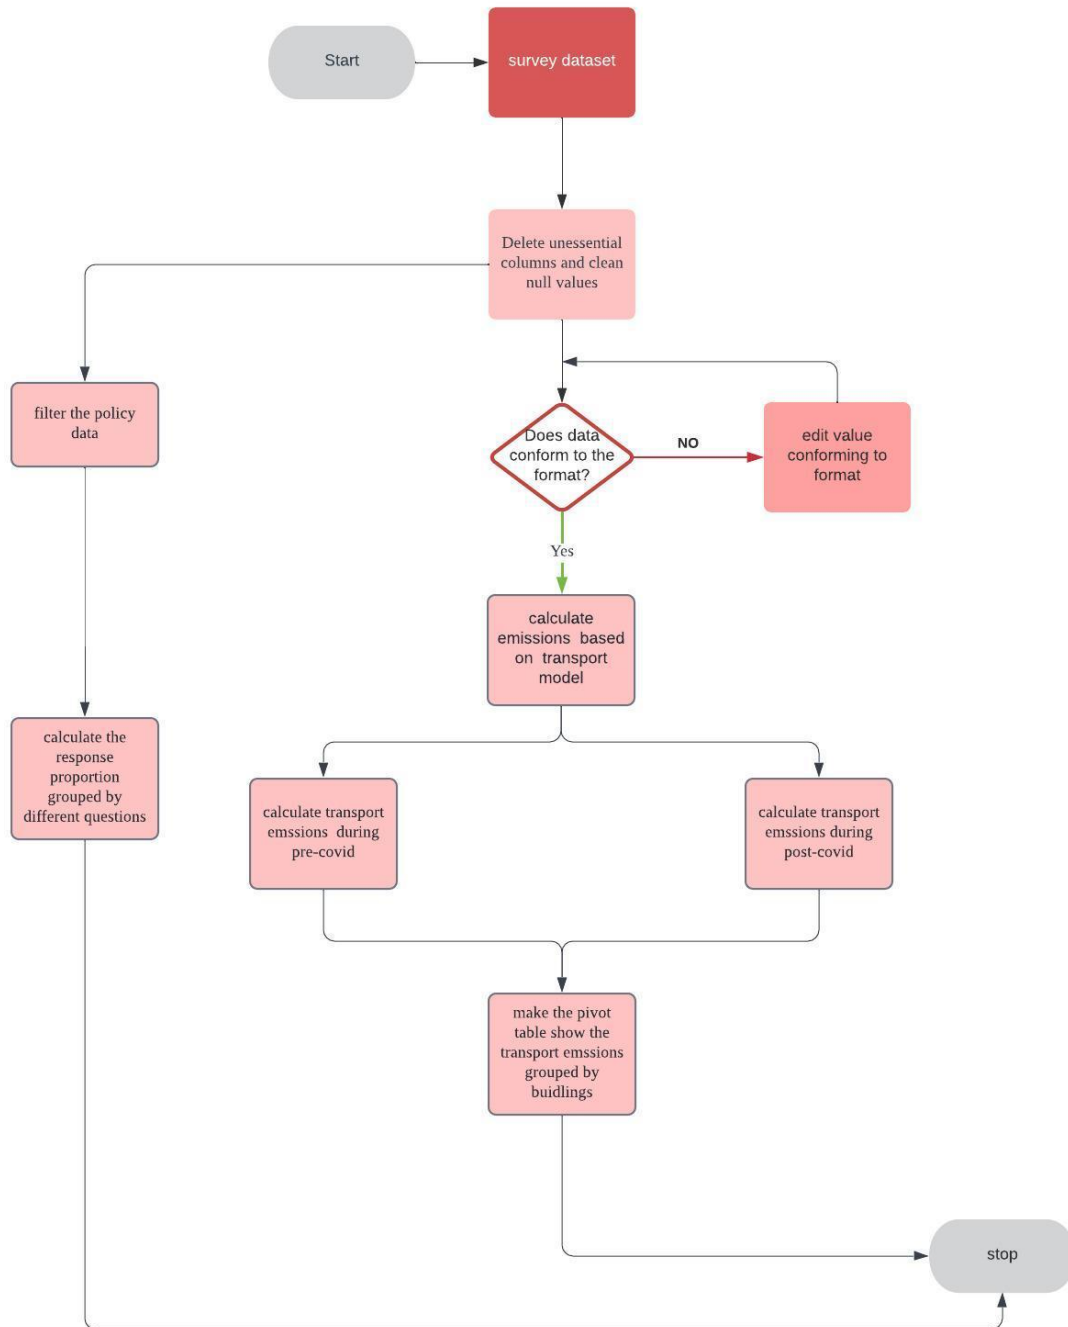 Start
survey dataset
Delete unessential
columns and clean
null values
filter the policy
data
Does data
conform to the
format?
NO
edit value
conforming to
format
Yes
calculate
emissions based
on transport
model
calculate the
response
proportion
grouped by
different questions
calculate transport
emssions during
pre-covid
calculate transport
emssions during
post-covid
make the pivot
table show the
transport emssions
grouped by
buidlings
stop